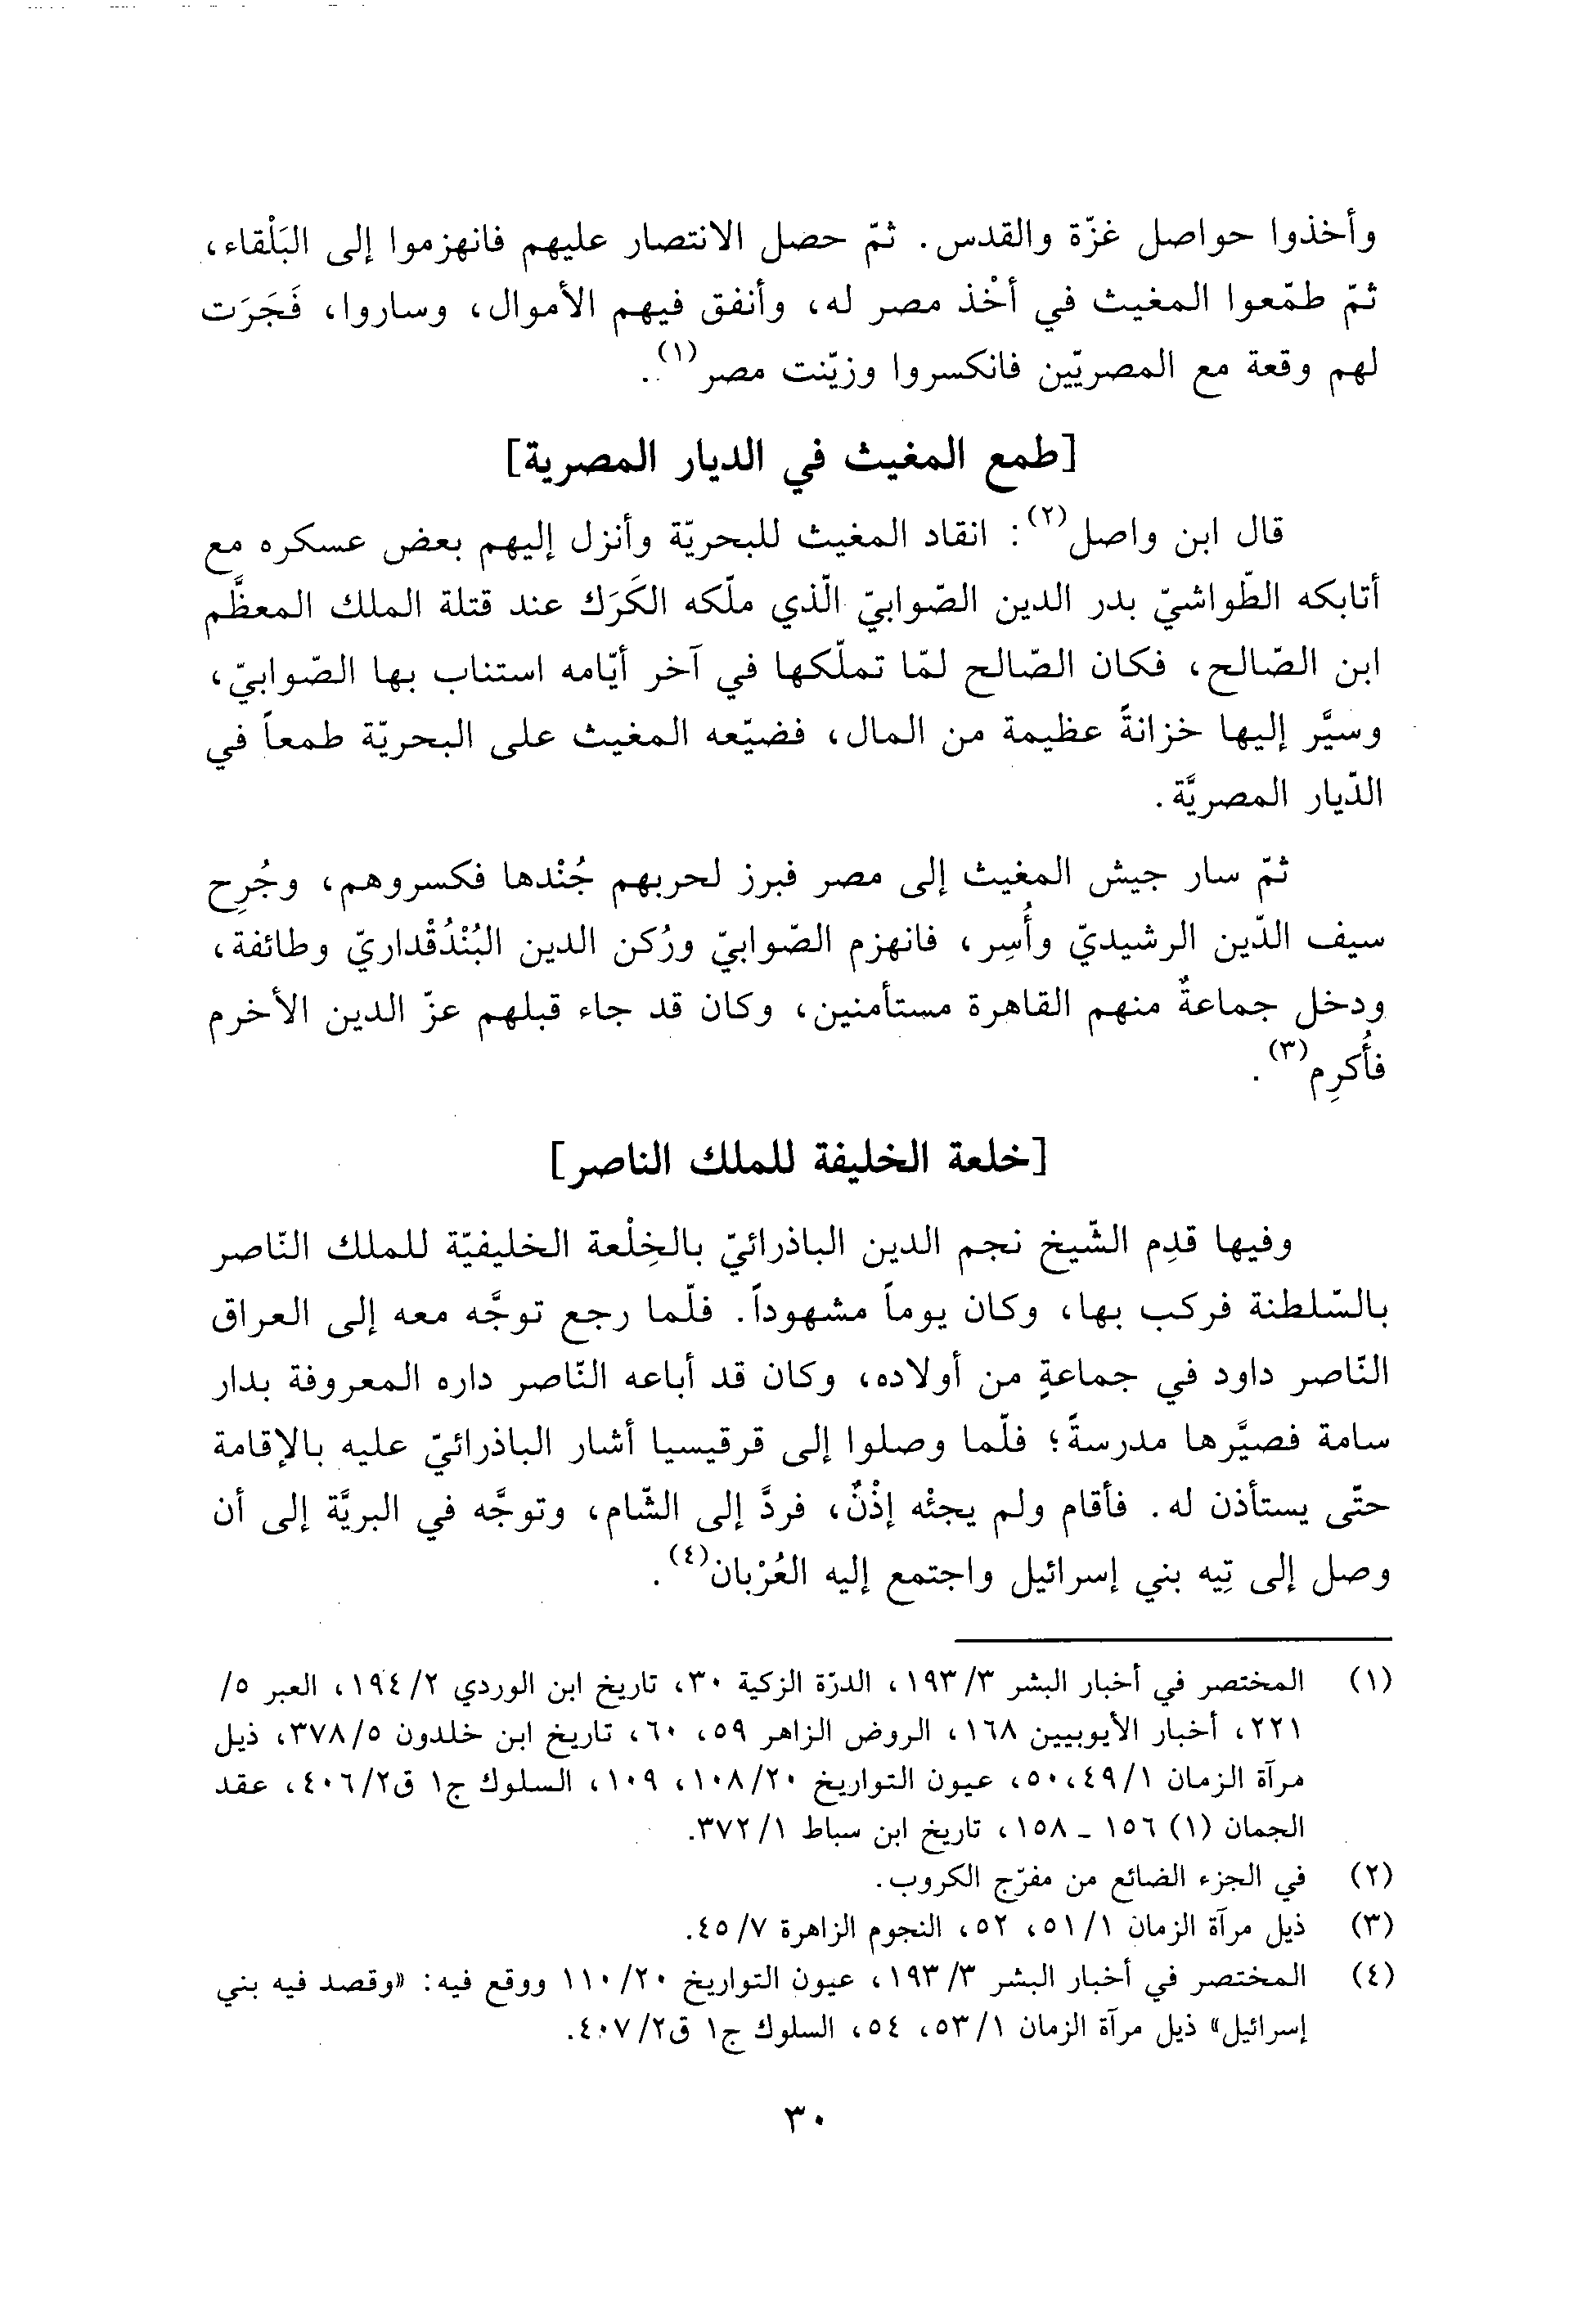 وأخذوا حواصل غزّة والقدس. ثمّ حصل الانتصار عليهم فانهزموا إلى البَلْقاء،
ثمّ طمّعوا المغيث في أخْذ مصر له، وأنفق فيهم الأموال، وساروا، فَجَرَت
لهم وقعة مع المصريّين فانكسروا وزيّنت مصر(١).
[طمع المغيث في الديار المصرية]
قال ابن واصل(٢): انقاد المغيث للبحريّة وأنزل إليهم بعض عسكره مع
أتابكه الطّواشيّ بدر الدين الصّوابيّ الّذي ملّكه الكَرَك عند قتلة الملك المعظَّم
ابن الصّالح، فكان الصّالح لمّا تملّكها في آخر أيّامه استناب بها الصّوابيّ،
وسيَّر إليها خزانةً عظيمة من المال، فضيّعه المغيث على البحريّة طمعاً في
الدّيار المصريَّة.
ثمّ سار جيش المغيث إلى مصر فبرز لحربهم جُنْدها فكسروهم، وجُرِح
سيف الدّين الرشيديّ وأُسِر، فانهزم الصّوابيّ ورُكن الدين البُنْدُقْداريّ وطائفة،
ودخل جماعةٌ منهم القاهرة مستأمنين، وكان قد جاء قبلهم عزّ الدين الأخرم
فأُكرِم(٣).
[خلعة الخليفة للملك الناصر]
وفيها قدِم الشّيخ نجم الدين الباذرائيّ بالخِلْعة الخليفيّة للملك النّاصر
بالسّلطنة فركب بها، وكان يوماً مشهوداً. فلّما رجع توجَّه معه إلى العراق
النّاصر داود في جماعةٍ من أولاده، وكان قد أباعه النّاصر داره المعروفة بدار
سامة فصيَّرها مدرسةً؛ فلّما وصلوا إلى قرقيسيا أشار الباذرائيّ عليه بالإقامة
حتّى يستأذن له. فأقام ولم يجئْه إذْنٌ، فردَّ إلى الشّام، وتوجَّه في البريَّة إلى أن
وصل إلى تِيه بني إسرائيل واجتمع إليه العُرْبان(٤).
(١) المختصر في أخبار البشر ٣/ ١٩٣، الدرّة الزكية ٣٠، تاريخ ابن الوردي ٢/ ١٩٤، العبر ٥/
٢٢١، أخبار الأيوبيين ١٦٨، الروض الزاهر ٥٩، ٦٠، تاريخ ابن خلدون ٥/ ٣٧٨، ذيل
مرآة الزمان ١/ ٤٩، ٥٠، عيون التواريخ ٢٠/ ١٠٨، ١٠٩، السلوك ج١ ق٢/ ٤٠٦، عقد
الجمان (١) ١٥٦ ـ ١٥٨، تاريخ ابن سباط ١/ ٣٧٢.
(٢) في الجزء الضائع من مفرّج الكروب.
(٣) ذيل مرآة الزمان ١/ ٥١، ٥٢، النجوم الزاهرة ٧/ ٤٥.
(٤) المختصر في أخبار البشر ٣/ ١٩٣، عيون التواريخ ٢٠/ ١١٠ ووقع فيه: «وقصد فيه بني
إسرائيل» ذيل مرآة الزمان ١/ ٥٣، ٥٤، السلوك ج١ ق٢/ ٤٠٧.
٣٠